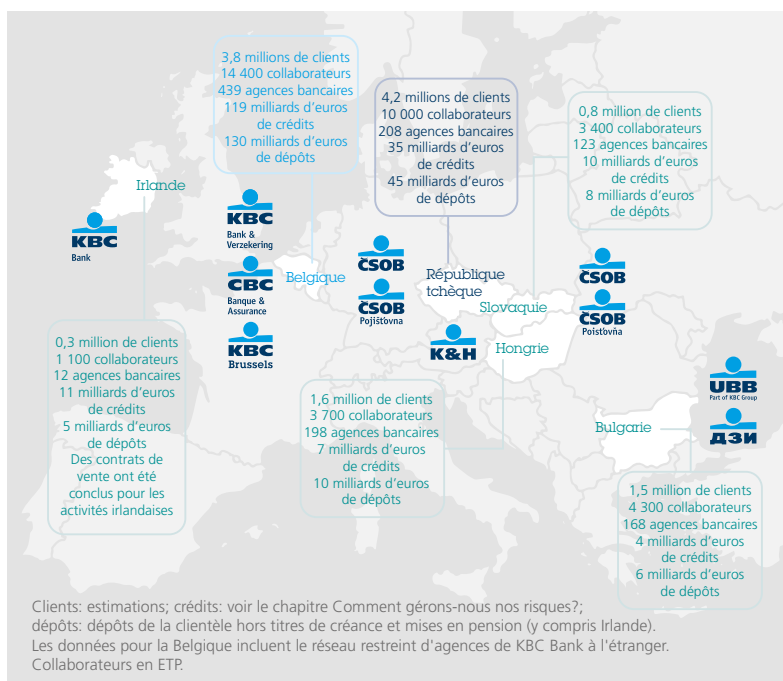 3,8 millions de clients
14 400 collaborateurs
439 agences bancaires
119 milliards d'euros
de crédits
130 milliards d'euros
de dépôts
4,2 millions de clients
10 000 collaborateurs
208 agences bancaires
35 milliards d'euros
de crédits
45 milliards d'euros
de dépôts
0,8 million de clients
3 400 collaborateurs
123 agences bancaires
10 milliards d'euros
de crédits
8 milliards d'euros
de dépôts
Irlande
KBC
Bank
KBC
Bank &
Verzekering
CBC
Banque &
Assurance
KBC
Brussels
Belgique
ČSOB
ČSOB
Pojišťovna
République
tchèque
Slovaquie
ČSOB
ČSOB
Poisťovňa
K&H
Hongrie
0,3 million de clients
1 100 collaborateurs
12 agences bancaires
11 milliards d'euros
de crédits
5 milliards d'euros
de dépôts
Des contrats de
vente ont été
conclus pour les
activités irlandaises
1,6 million de clients
3 700 collaborateurs
198 agences bancaires
7 milliards d'euros
de crédits
10 milliards d'euros
de dépôts
UBB
Part of KBC Group
ДЗИ
Bulgarie
1,5 million de clients
4 300 collaborateurs
168 agences bancaires
4 milliards d'euros
de crédits
6 milliards d'euros
de dépôts
Clients: estimations; crédits: voir le chapitre Comment gérons-nous nos risques?;
dépôts: dépôts de la clientèle hors titres de créance et mises en pension (y compris Irlande).
Les données pour la Belgique incluent le réseau restreint d'agences de KBC Bank à l'étranger.
Collaborateurs en ETP.